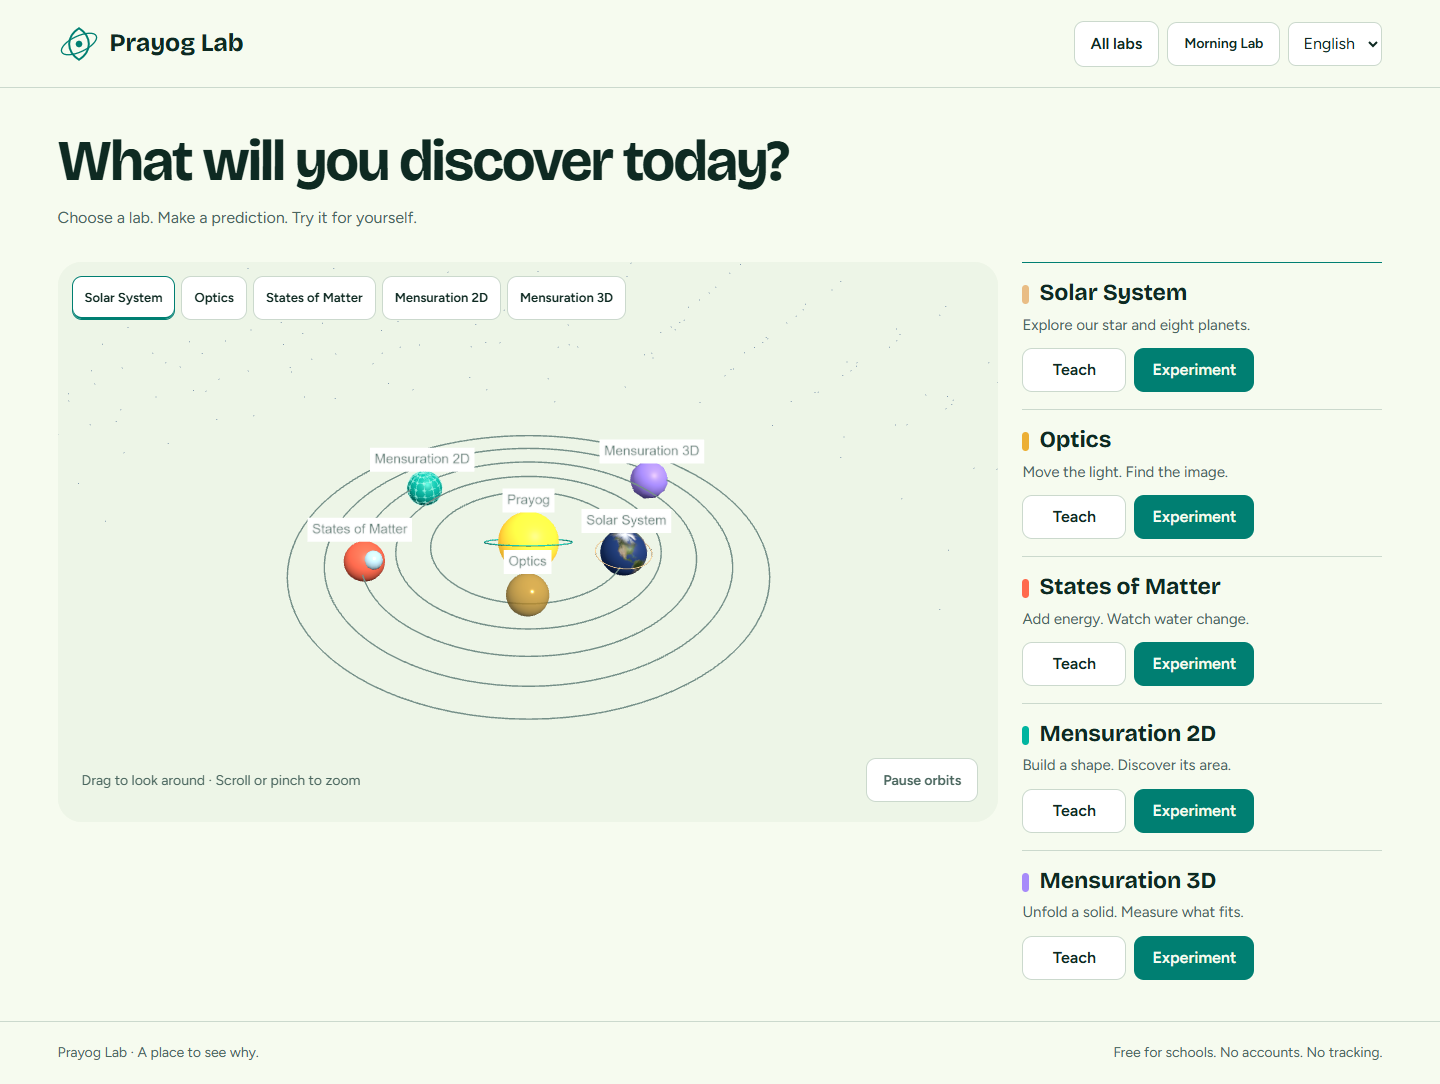 Prayog Lab
All labs
Morning Lab
English
What will you discover today?
Choose a lab. Make a prediction. Try it for yourself.
Solar System
Optics
States of Matter
Mensuration 2D
Mensuration 3D
Mensuration 2D
Mensuration 3D
Prayog
Solar System
States of Matter
Optics
Drag to look around · Scroll or pinch to zoom
Pause orbits
Solar System
Explore our star and eight planets.
Teach
Experiment
Optics
Move the light. Find the image.
Teach
Experiment
States of Matter
Add energy. Watch water change.
Teach
Experiment
Mensuration 2D
Build a shape. Discover its area.
Teach
Experiment
Mensuration 3D
Unfold a solid. Measure what fits.
Teach
Experiment
Prayog Lab · A place to see why.
Free for schools. No accounts. No tracking.